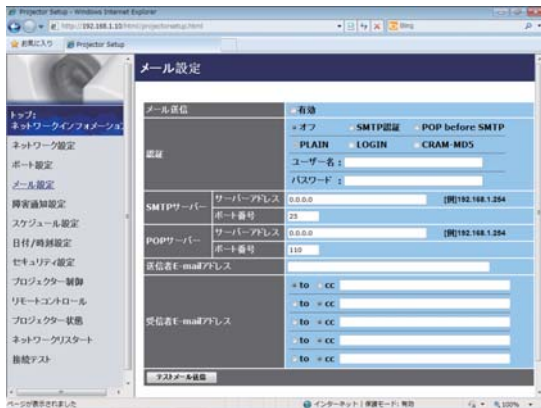 Projector Setup - Windows Internet Explorer
http://192.168.1.10/html/projectorsetup.html
Bing
お気に入り
Projector Setup
メール設定
トップ:
ネットワークインフォメーション
ネットワーク設定
ポート設定
メール設定
障害通知設定
スケジュール設定
日付/時刻設定
セキュリティ設定
プロジェクター制御
リモートコントロール
プロジェクター状態
ネットワークリスタート
接続テスト
メール送信
有効
認証
オフ SMTP認証 POP before SMTP
PLAIN LOGIN CRAM-MD5
ユーザー名 :
パスワード :
SMTPサーバー
サーバーアドレス 0.0.0.0 [例]192.168.1.254
ポート番号 25
POPサーバー
サーバーアドレス 0.0.0.0 [例]192.168.1.254
ポート番号 110
送信者E-mailアドレス
受信者E-mailアドレス
to cc
to cc
to cc
to cc
to cc
テストメール送信
ページが表示されました
インターネット | 保護モード: 有効
100%